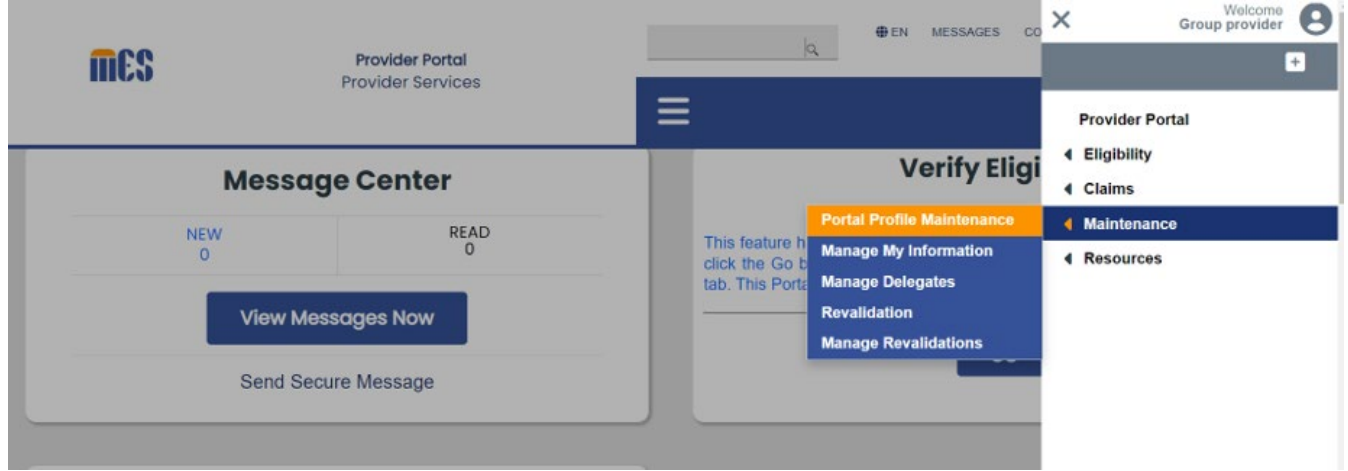 mes
Provider Portal
Provider Services
EN MESSAGES CO
Welcome
Group provider
Message Center
NEW
0
READ
0
View Messages Now
Send Secure Message
Verify Eligi
This feature h
click the Go b
tab. This Porta
Portal Profile Maintenance
Manage My Information
Manage Delegates
Revalidation
Manage Revalidations
Provider Portal
Eligibility
Claims
Maintenance
Resources